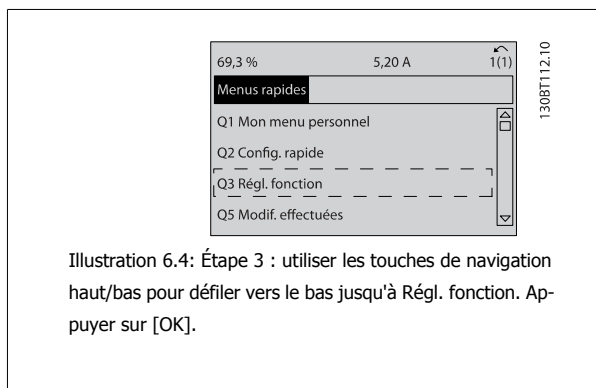 69,3 % 5,20 A 1(1)
Menus rapides
Q1 Mon menu personnel
Q2 Config. rapide
Q3 Régl. fonction
Q5 Modif. effectuées
130BT112.10
Illustration 6.4: Étape 3 : utiliser les touches de navigation
haut/bas pour défiler vers le bas jusqu'à Régl. fonction. Ap-
puyer sur [OK].